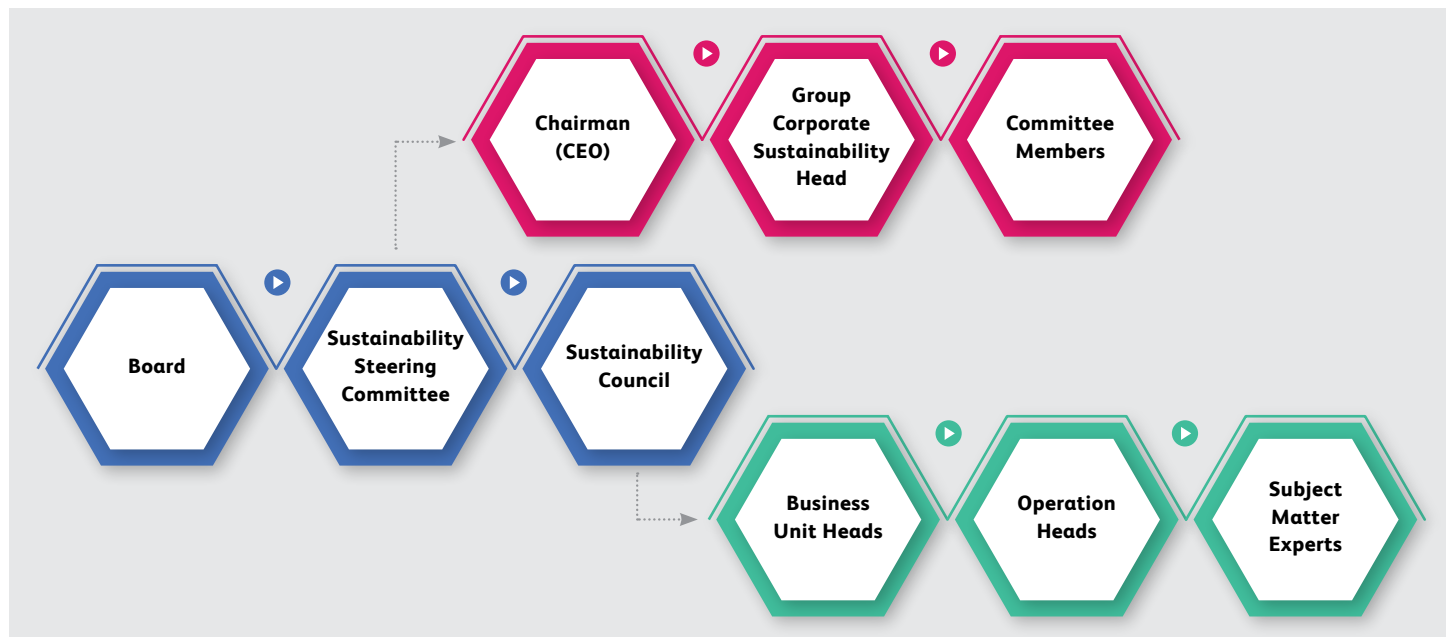 Chairman
(CEO)
Group
Corporate
Sustainability
Head
Committee
Members
Board
Sustainability
Steering
Committee
Sustainability
Council
Business
Unit Heads
Operation
Heads
Subject
Matter
Experts